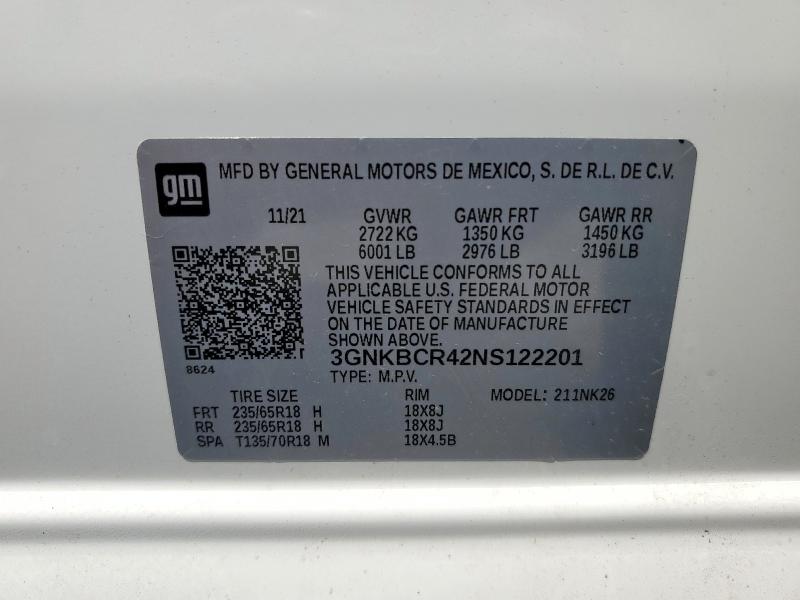 gm MFD BY GENERAL MOTORS DE MEXICO, S. DE R.L. DE C.V.
11/21 GVWR GAWR FRT GAWR RR
2722 KG 1350 KG 1450 KG
6001 LB 2976 LB 3196 LB
THIS VEHICLE CONFORMS TO ALL
APPLICABLE U.S. FEDERAL MOTOR
VEHICLE SAFETY STANDARDS IN EFFECT
ON THE DATE OF MANUFACTURE
SHOWN ABOVE.
3GNKBCR42NS122201
8624
TYPE: M.P.V.
TIRE SIZE RIM MODEL: 211NK26
FRT 235/65R18 H 18X8J
RR 235/65R18 H 18X8J
SPA T135/70R18 M 18X4.5B